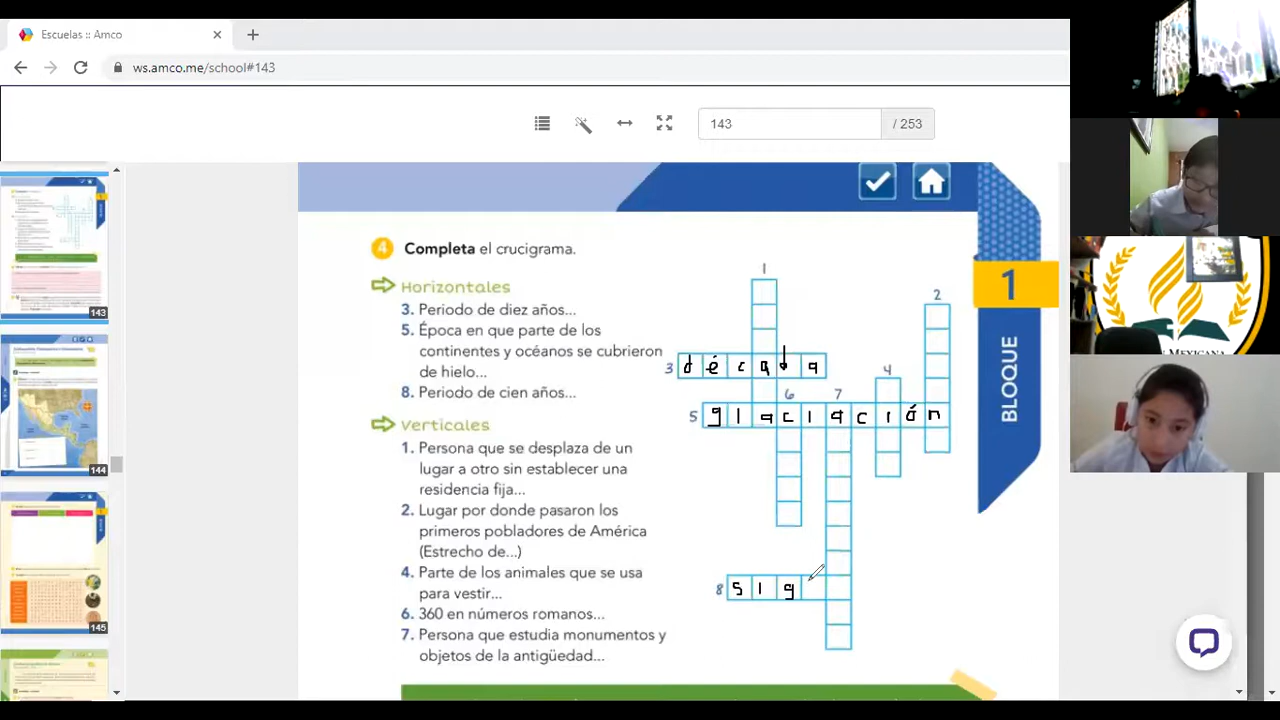 Escuelas :: Amco
ws.amco.me/school#143
143 / 253
4 Completa el crucigrama.
Horizontales
3. Periodo de diez años...
5. Época en que parte de los
continentes y océanos se cubrieron
de hielo...
8. Periodo de cien años...
Verticales
1. Persona que se desplaza de un
lugar a otro sin establecer una
residencia fija...
2. Lugar por donde pasaron los
primeros pobladores de América
(Estrecho de...)
4. Parte de los animales que se usa
para vestir...
6. 360 en números romanos...
7. Persona que estudia monumentos y
objetos de la antigüedad...
1
2
3 década
4
6 7
5 glaciación
8 sig
BLOQUE 1
143
144
145
MEXICANA